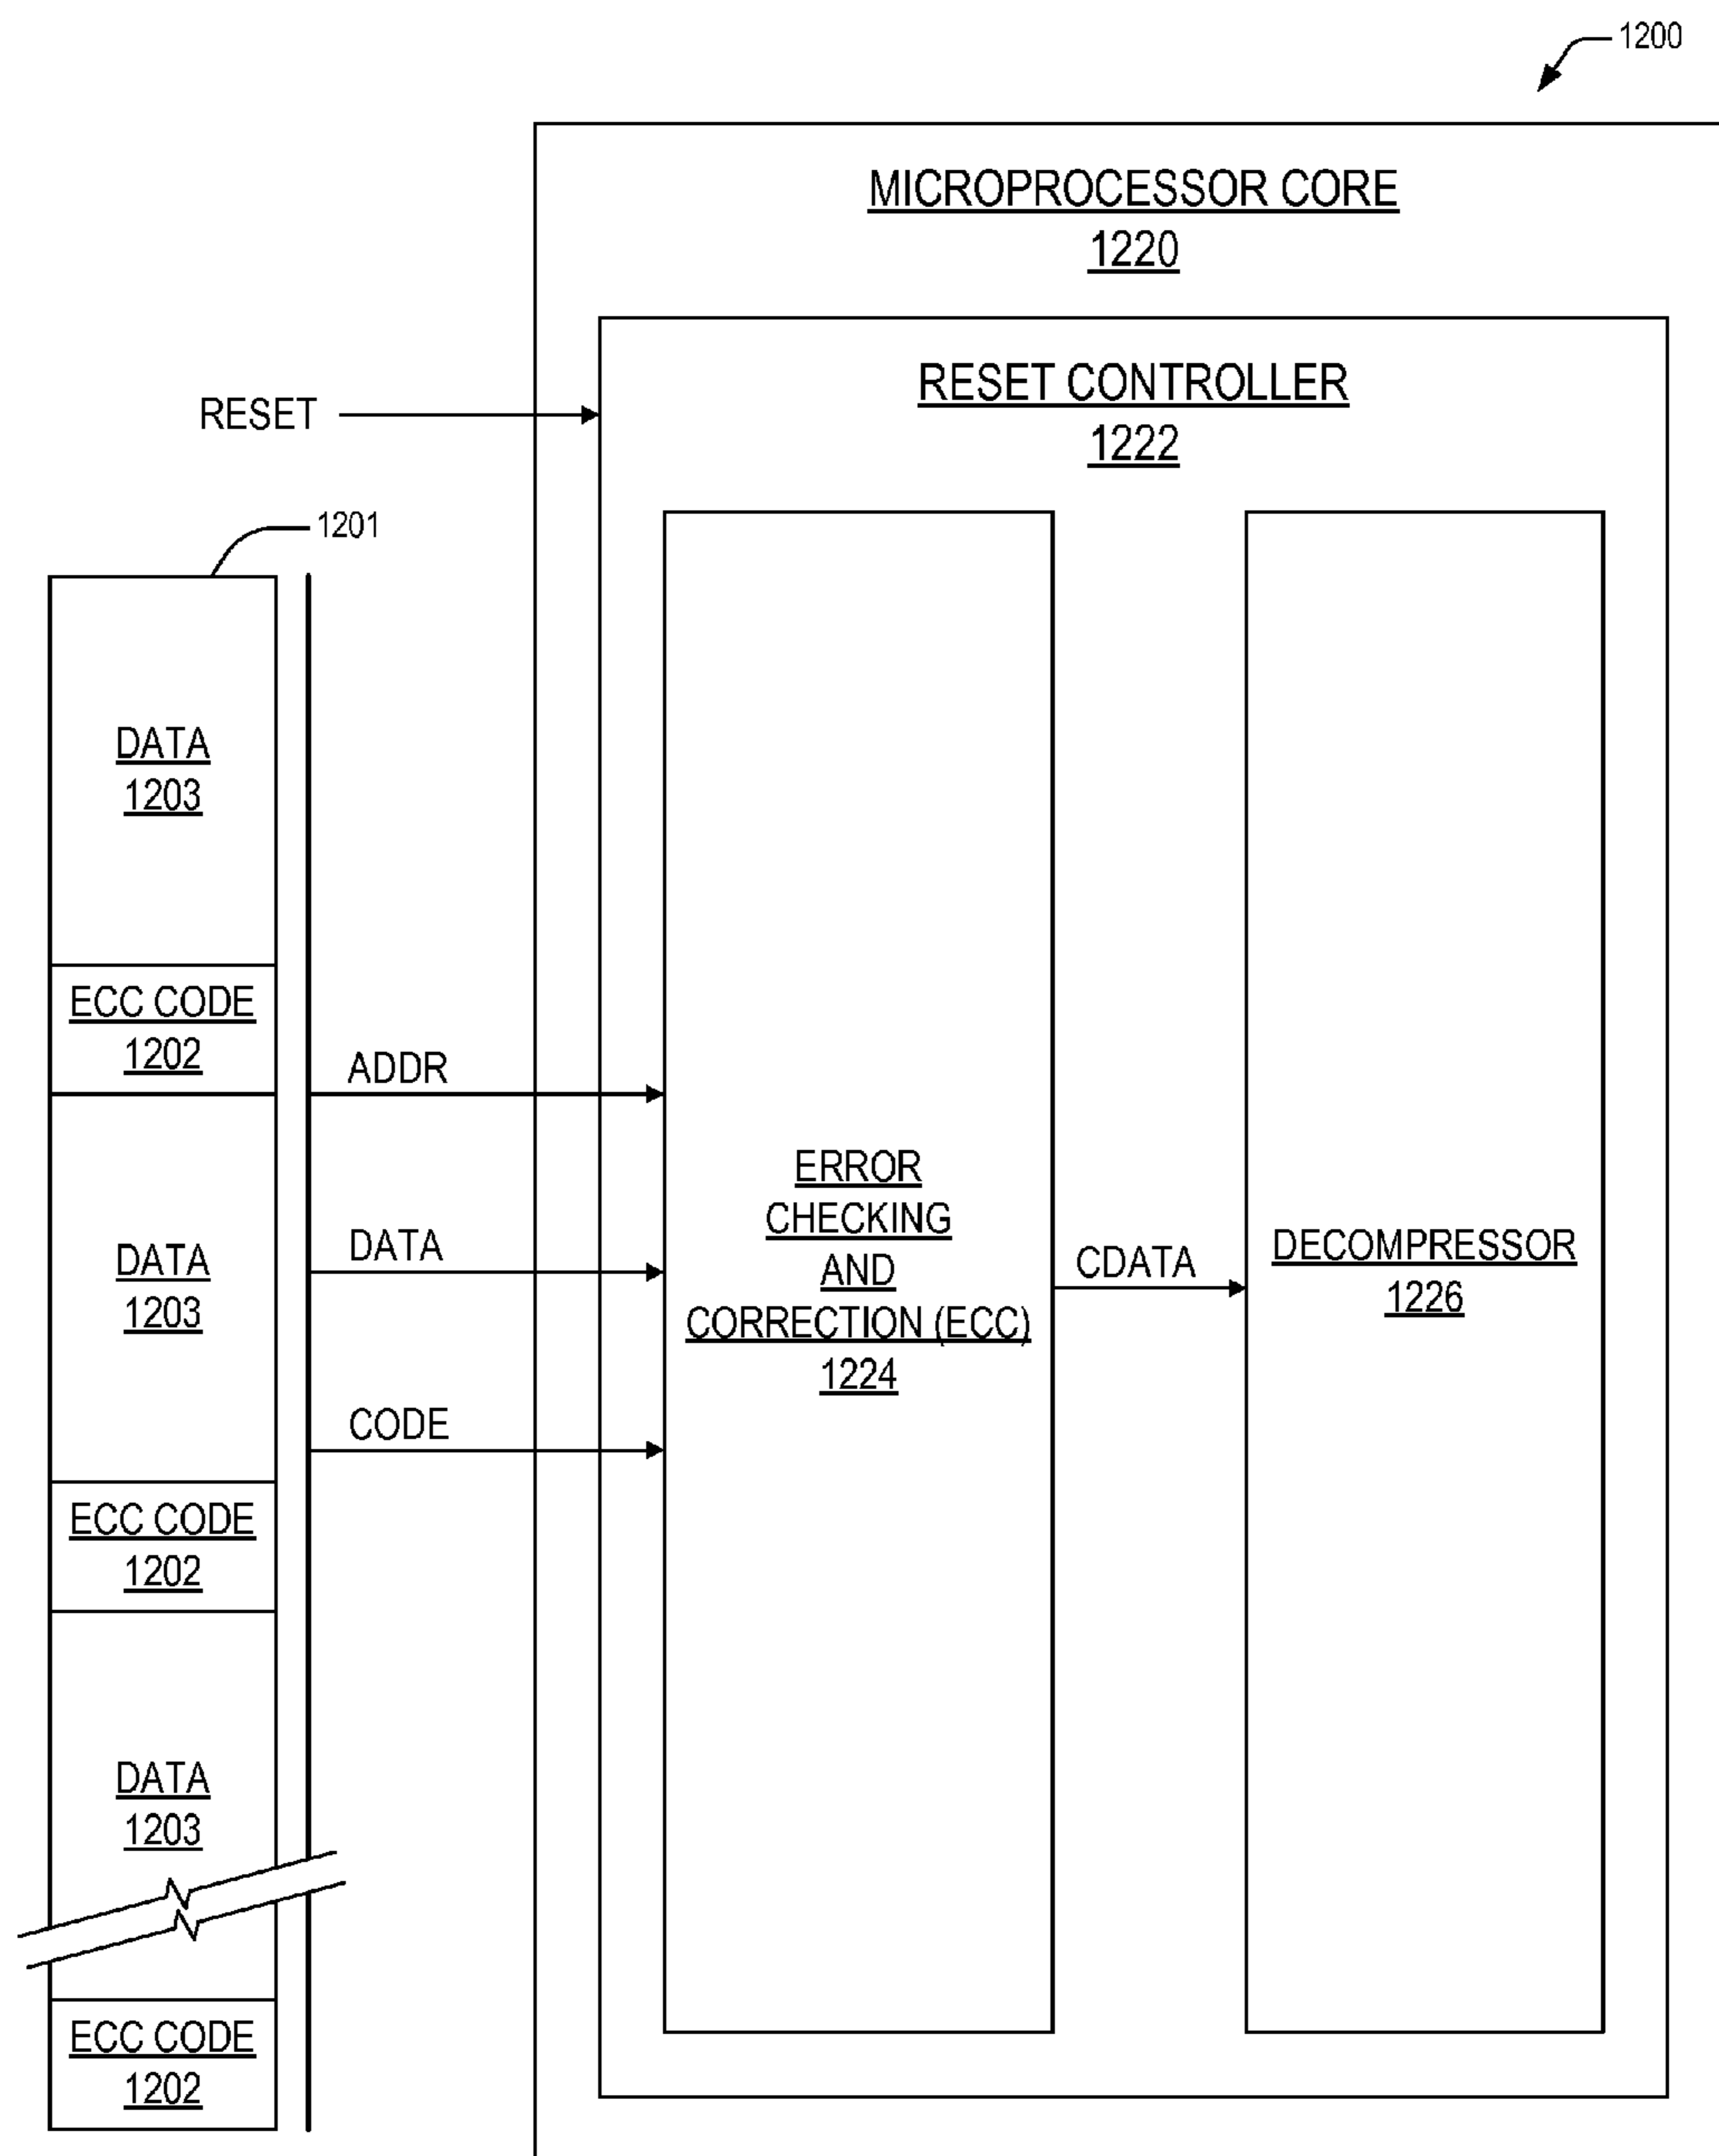 1200
MICROPROCESSOR CORE
1220
RESET CONTROLLER
1222
RESET
1201
DATA
1203
ECC CODE
1202
DATA
1203
ECC CODE
1202
DATA
1203
ECC CODE
1202
ADDR
DATA
CODE
ERROR
CHECKING
AND
CORRECTION (ECC)
1224
CDATA
DECOMPRESSOR
1226